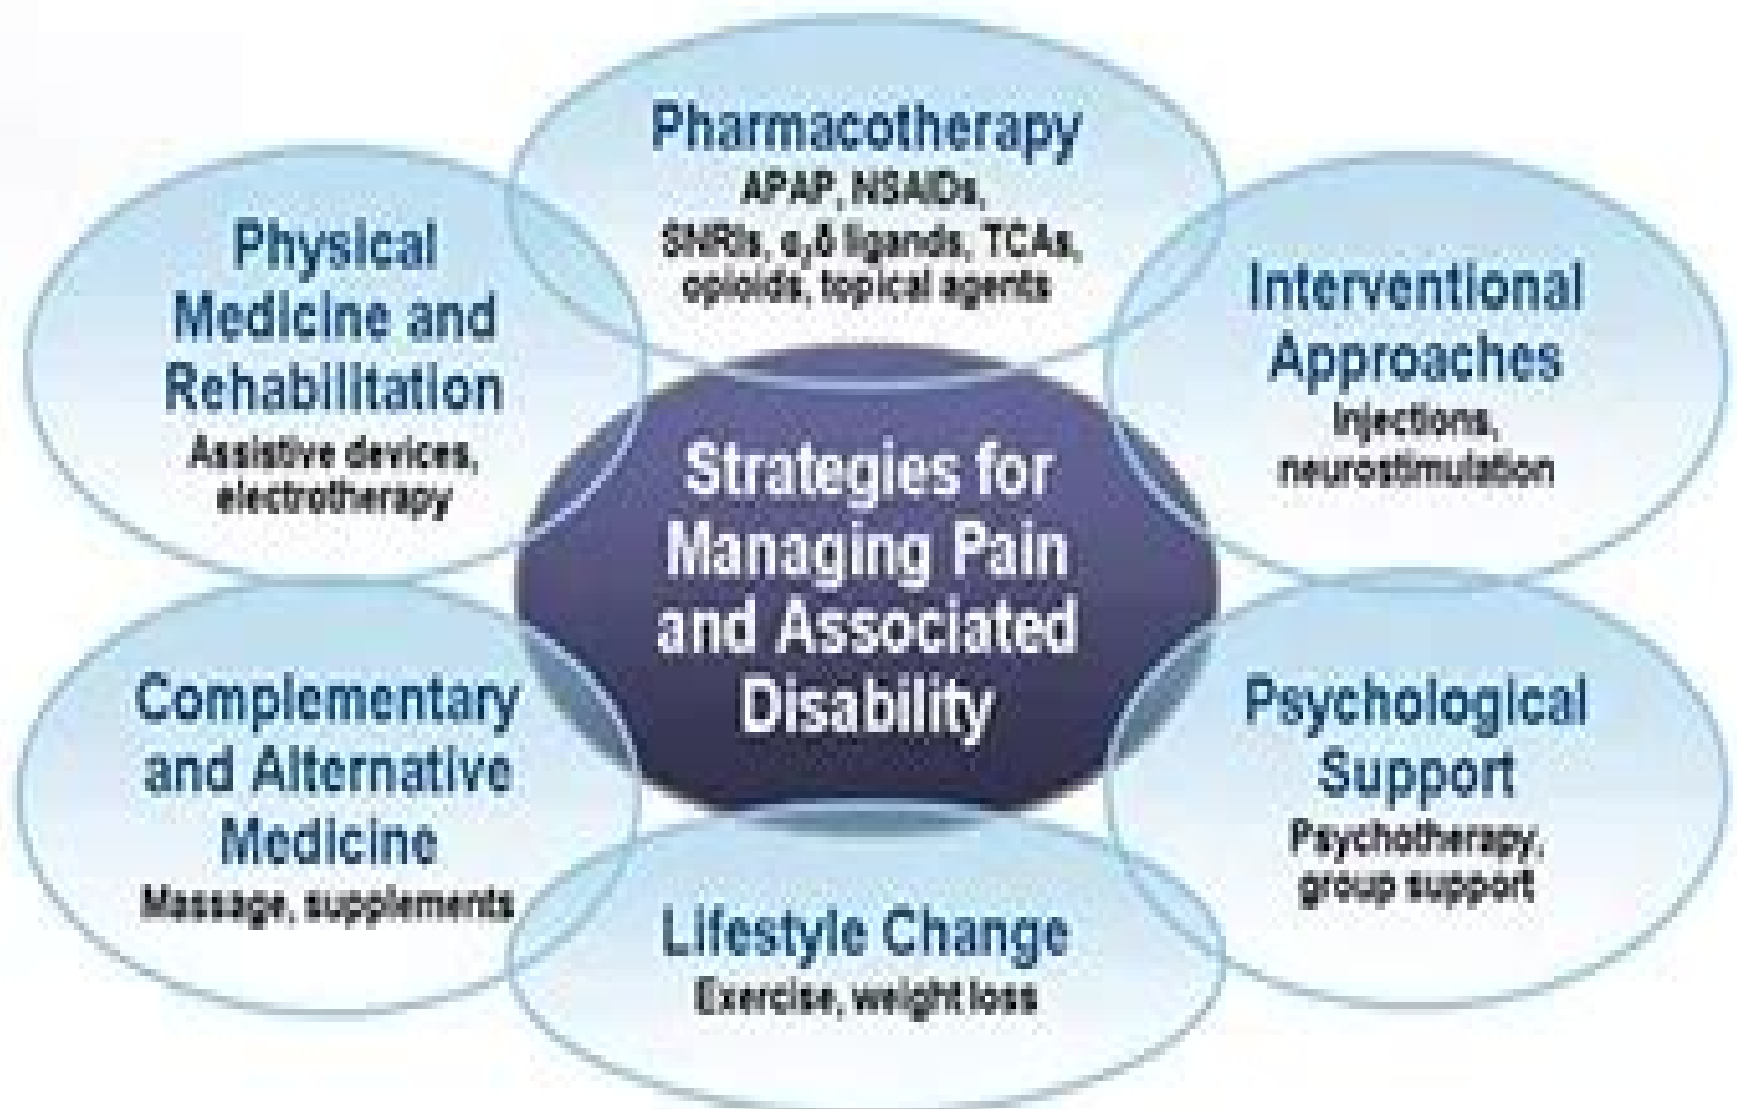 Pharmacotherapy
APAP, NSAIDs,
SNRIs, α₂δ ligands, TCAs,
opioids, topical agents
Interventional
Approaches
Injections,
neurostimulation
Psychological
Support
Psychotherapy,
group support
Lifestyle Change
Exercise, weight loss
Complementary
and Alternative
Medicine
Massage, supplements
Physical
Medicine and
Rehabilitation
Assistive devices,
electrotherapy
Strategies for
Managing Pain
and Associated
Disability